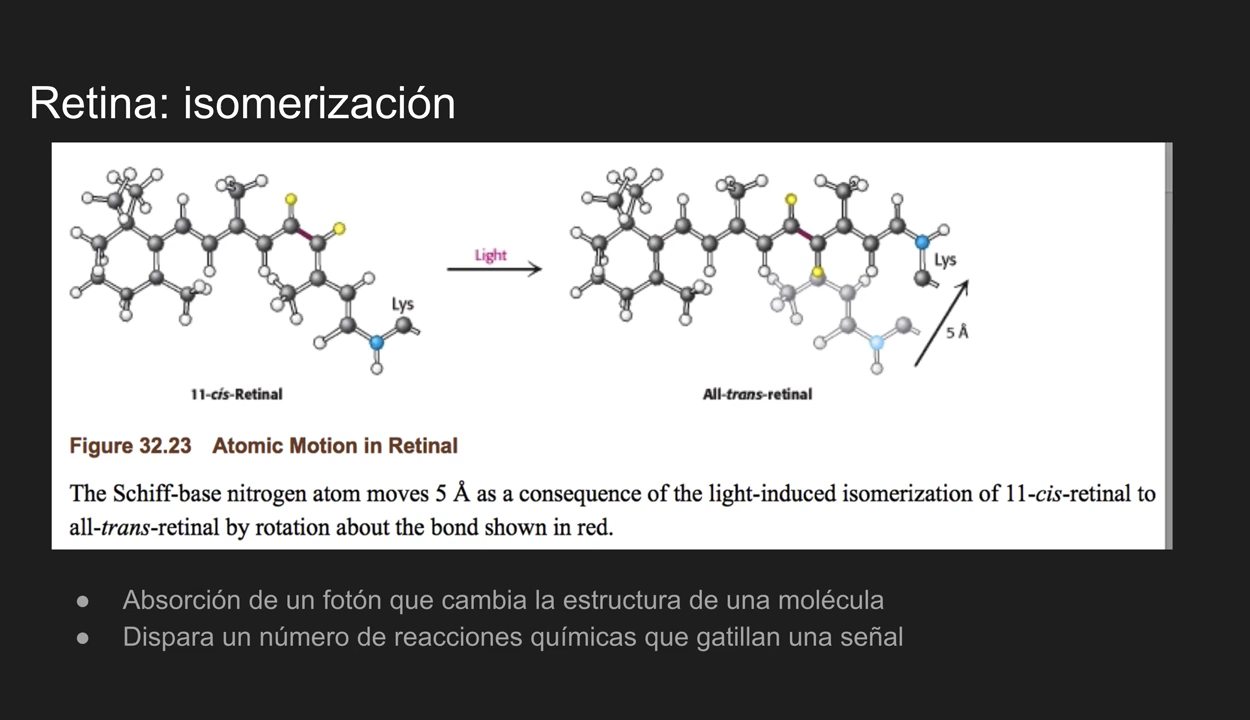 Retina: isomerización
Light
Lys
Lys
5 Å
11-cis-Retinal
All-trans-retinal
Figure 32.23 Atomic Motion in Retinal
The Schiff-base nitrogen atom moves 5 Å as a consequence of the light-induced isomerization of 11-cis-retinal to
all-trans-retinal by rotation about the bond shown in red.
● Absorción de un fotón que cambia la estructura de una molécula
● Dispara un número de reacciones químicas que gatillan una señal